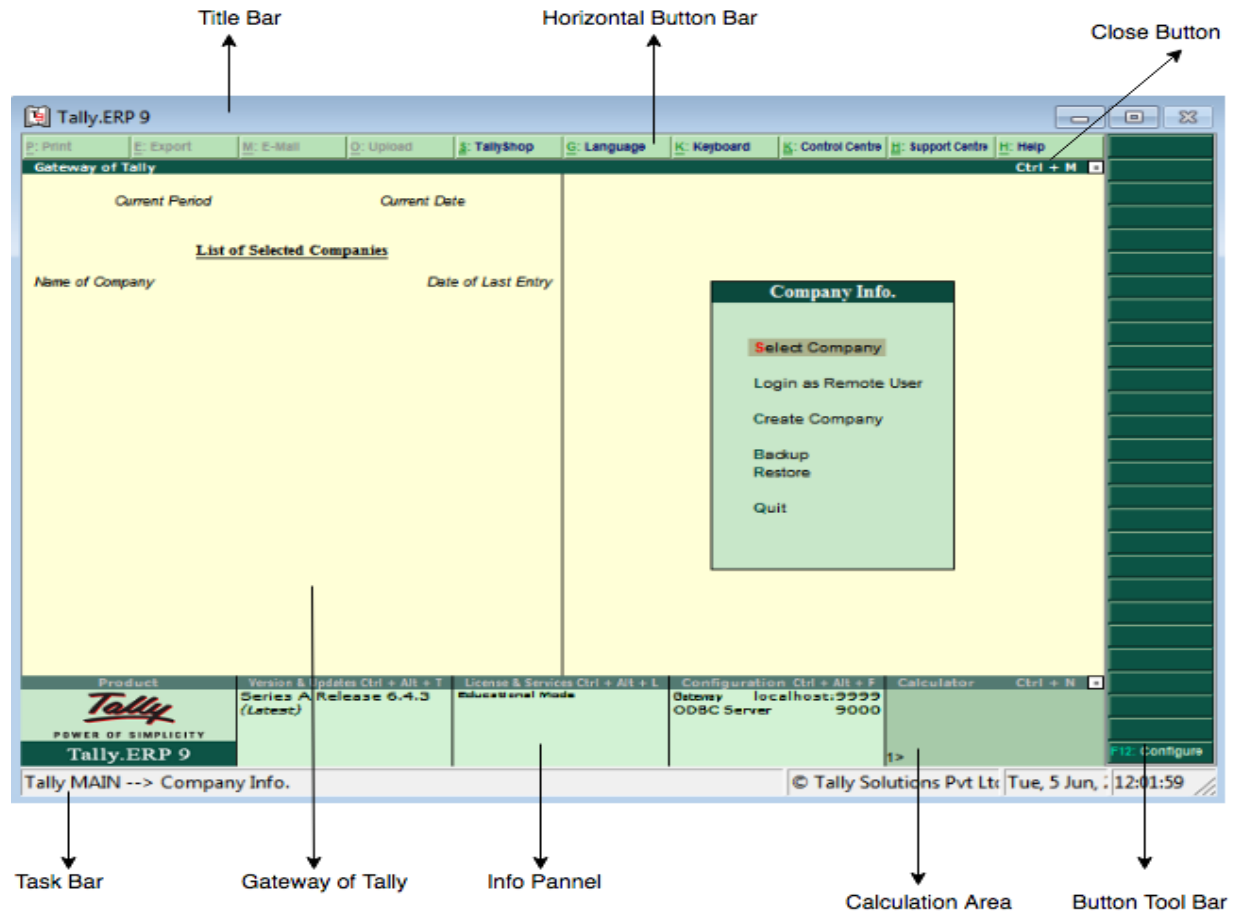 Title Bar
Horizontal Button Bar
Close Button
Tally.ERP 9
P: Print E: Export M: E-Mail O: Upload S: TallyShop G: Language K: Keyboard K: Control Centre H: Support Centre H: Help
Gateway of Tally Ctrl + M
Current Period Current Date
List of Selected Companies
Name of Company Date of Last Entry
Company Info.
Select Company
Login as Remote User
Create Company
Backup
Restore
Quit
Product Version & Updates Ctrl + Alt + T License & Services Ctrl + Alt + L Configuration Ctrl + Alt + F Calculator Ctrl + N
Tally
POWER OF SIMPLICITY
Tally.ERP 9
Series A Release 6.4.3
(Latest)
Educational Mode
Gateway localhost:9999
ODBC Server 9000
1>
F12: Configure
Tally MAIN --> Company Info. © Tally Solutions Pvt Ltd Tue, 5 Jun, 12:01:59
Task Bar
Gateway of Tally
Info Pannel
Calculation Area
Button Tool Bar